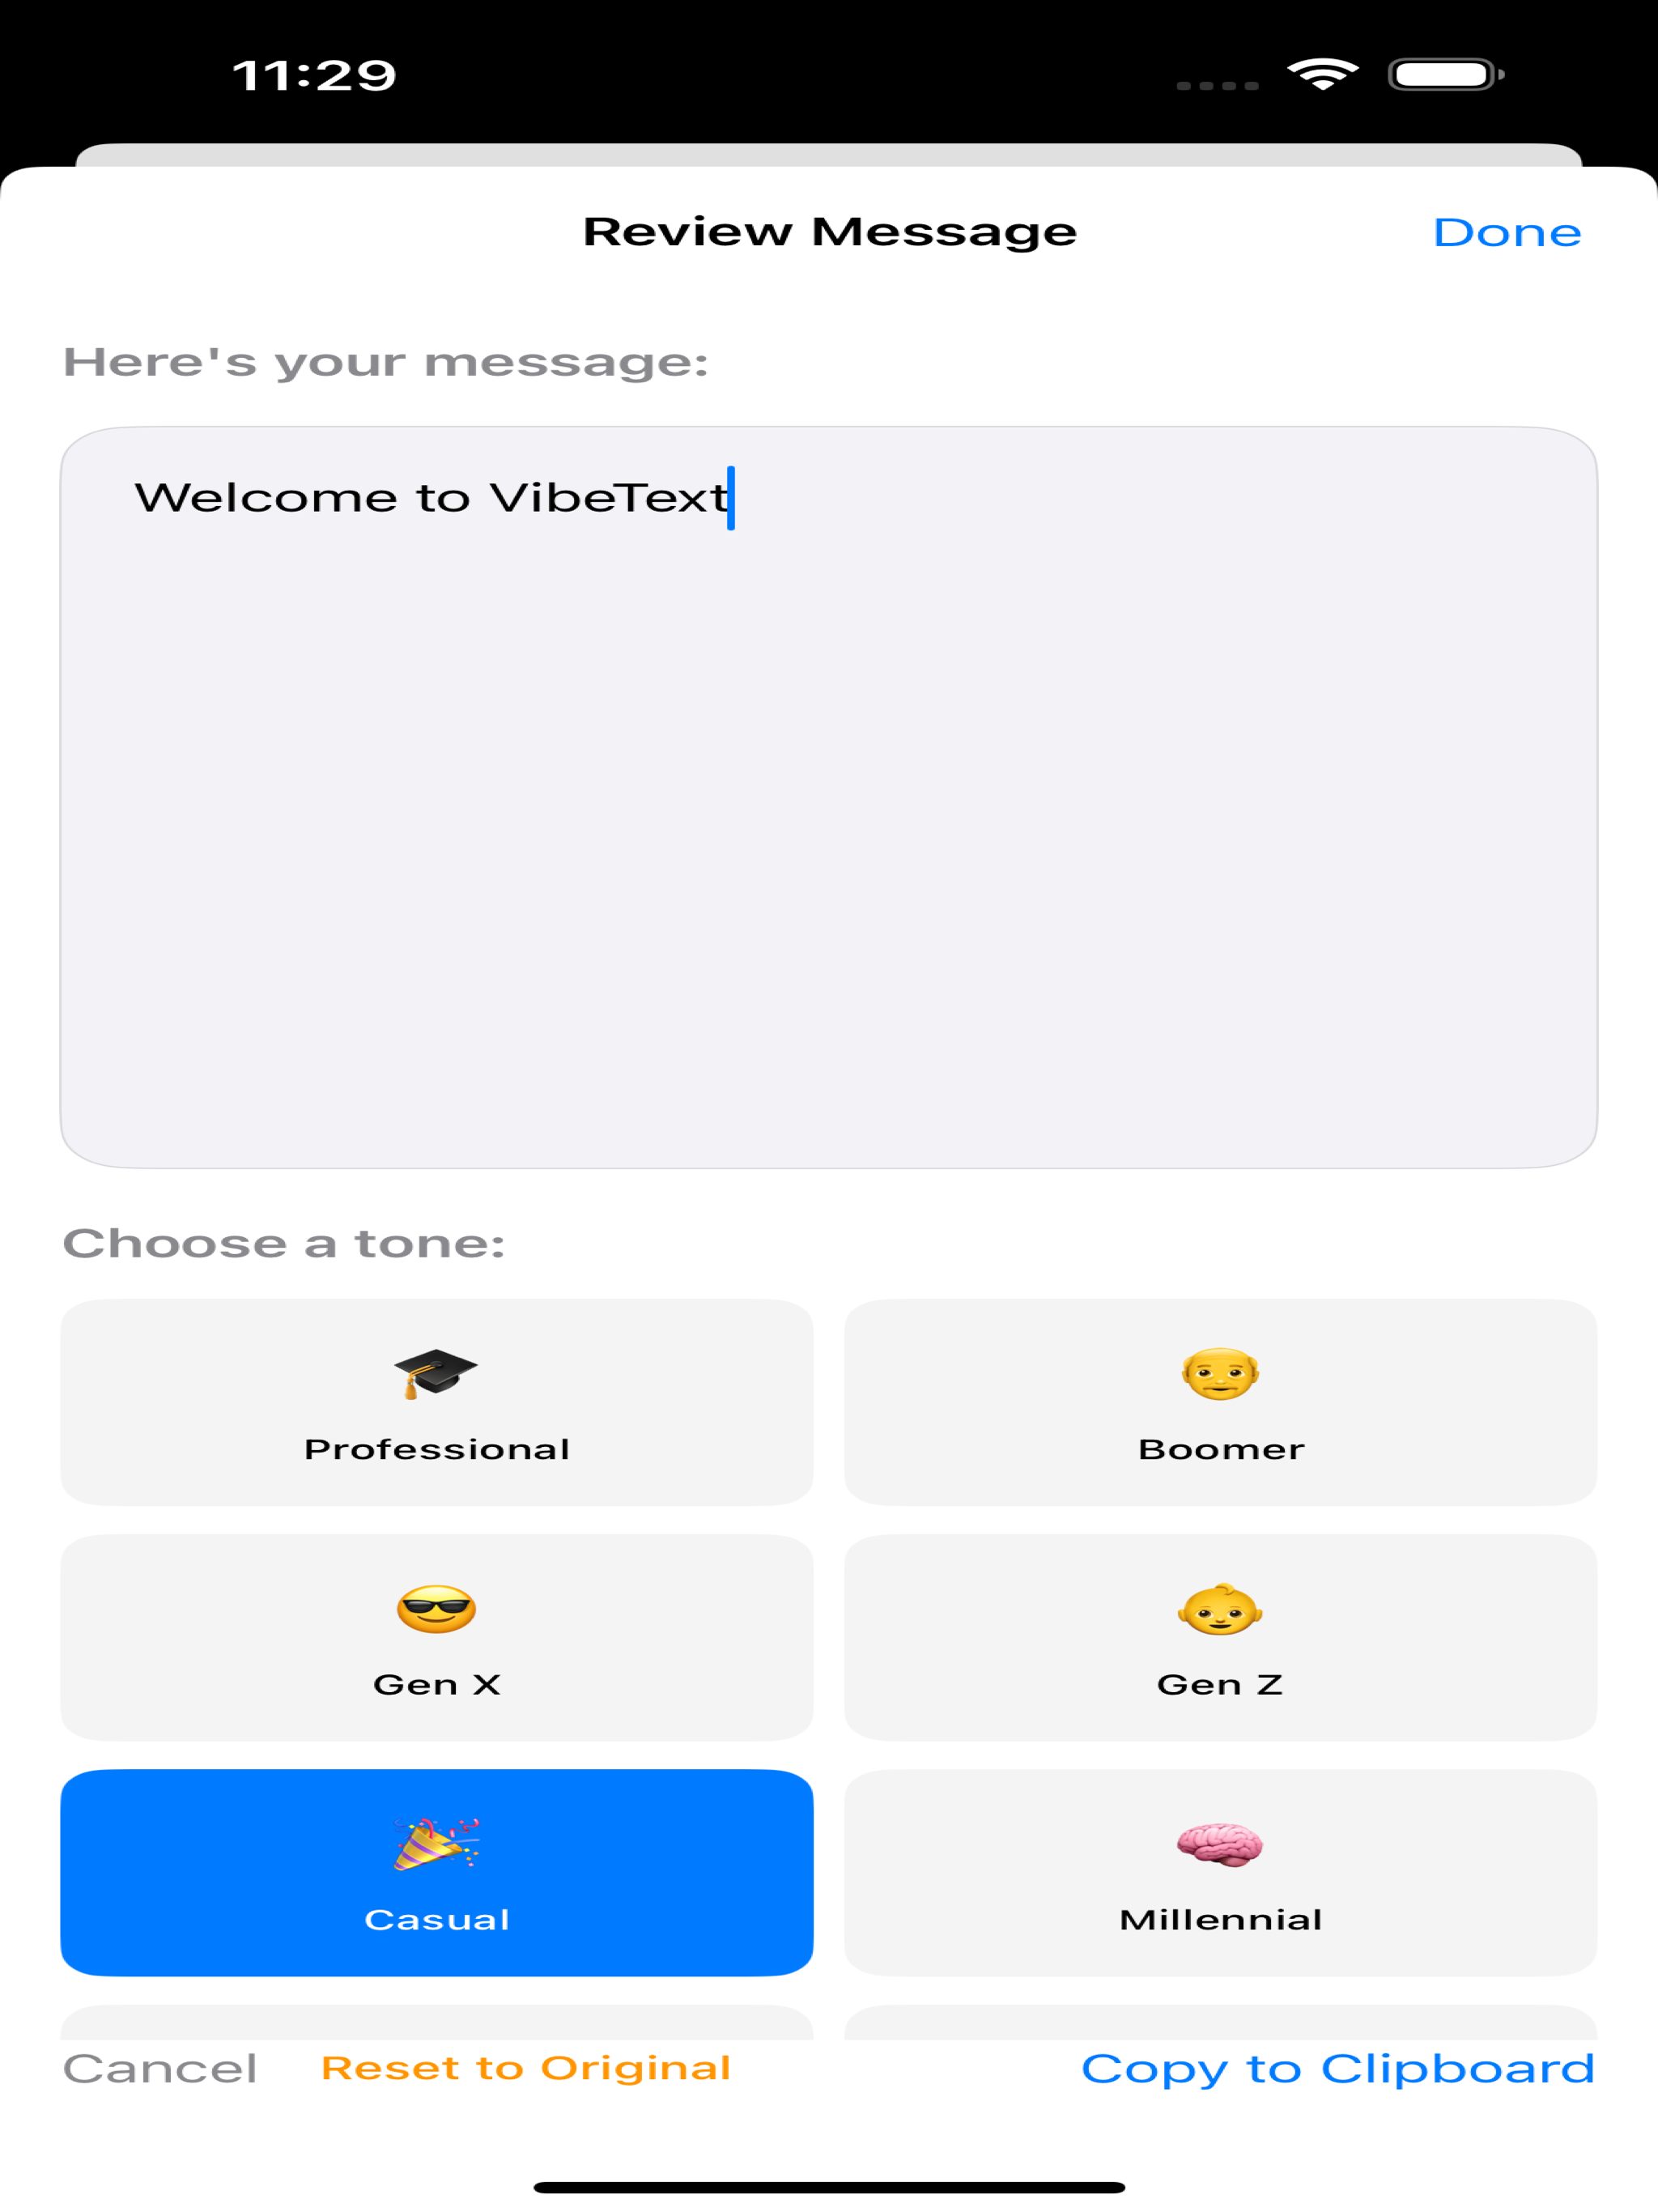 11:29
Review Message
Done
Here's your message:
Welcome to VibeText
Choose a tone:
Professional
Boomer
Gen X
Gen Z
Casual
Millennial
Cancel
Reset to Original
Copy to Clipboard